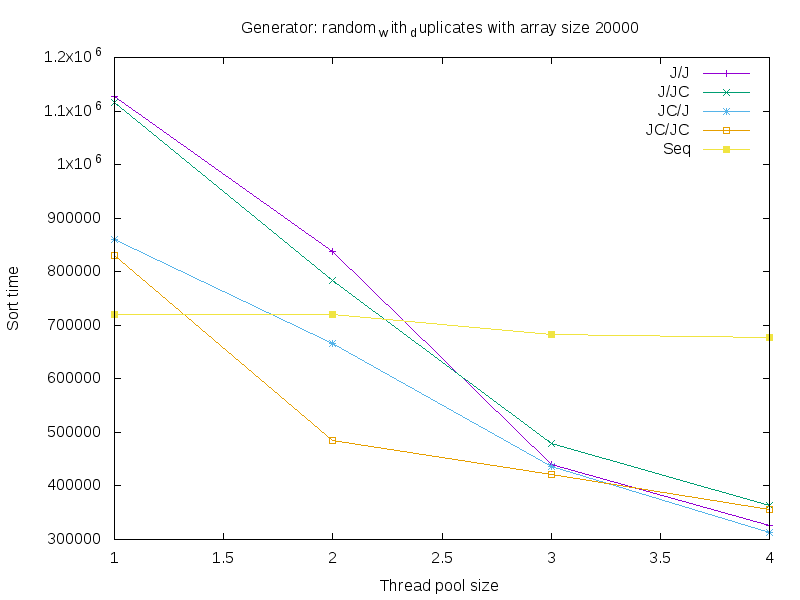 Generator: random_with_duplicates with array size 20000
1.2x10^6
1.1x10^6
1x10^6
900000
800000
700000
600000
500000
400000
300000
Sort time
J/J
J/JC
JC/J
JC/JC
Seq
1 1.5 2 2.5 3 3.5 4
Thread pool size